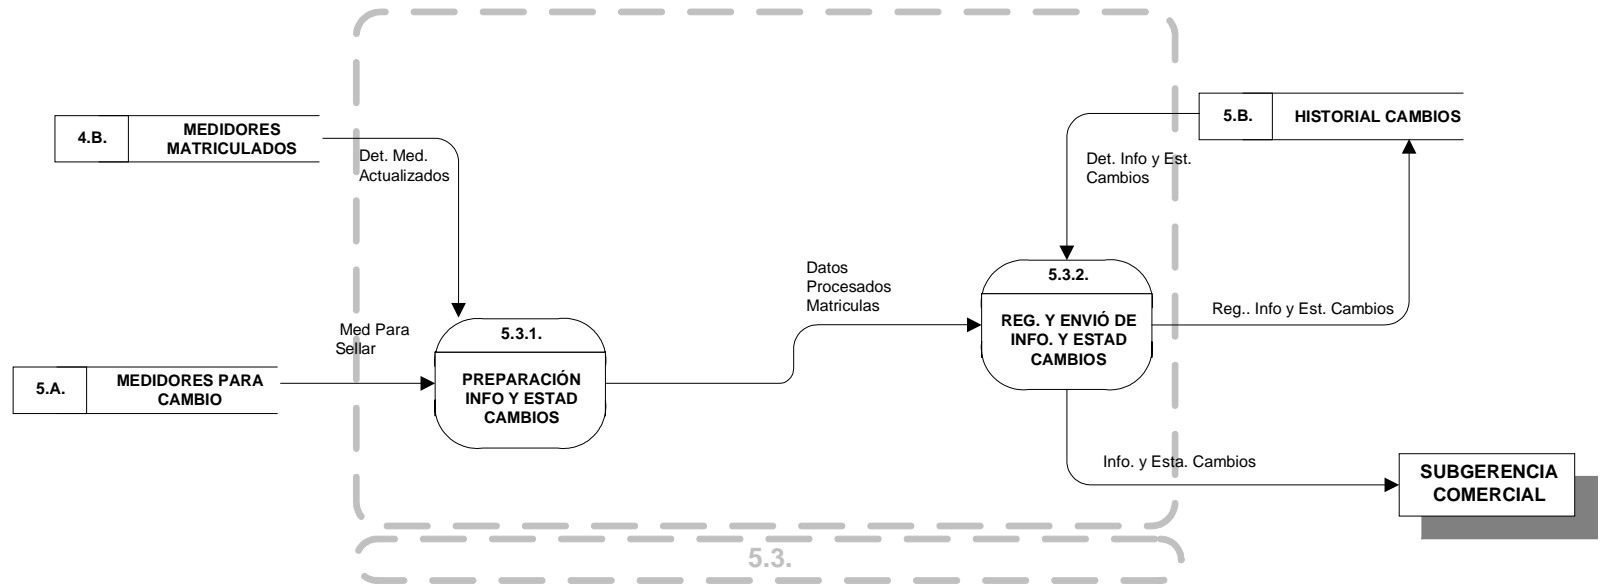 4.B.
MEDIDORES
MATRICULADOS
Det. Med.
Actualizados
5.B.
HISTORIAL CAMBIOS
Det. Info y Est.
Cambios
Med Para
Sellar
5.A.
MEDIDORES PARA
CAMBIO
5.3.1.
PREPARACIÓN
INFO Y ESTAD
CAMBIOS
Datos
Procesados
Matriculas
5.3.2.
REG. Y ENVIÓ DE
INFO. Y ESTAD
CAMBIOS
Reg.. Info y Est. Cambios
Info. y Esta. Cambios
SUBGERENCIA
COMERCIAL
5.3.